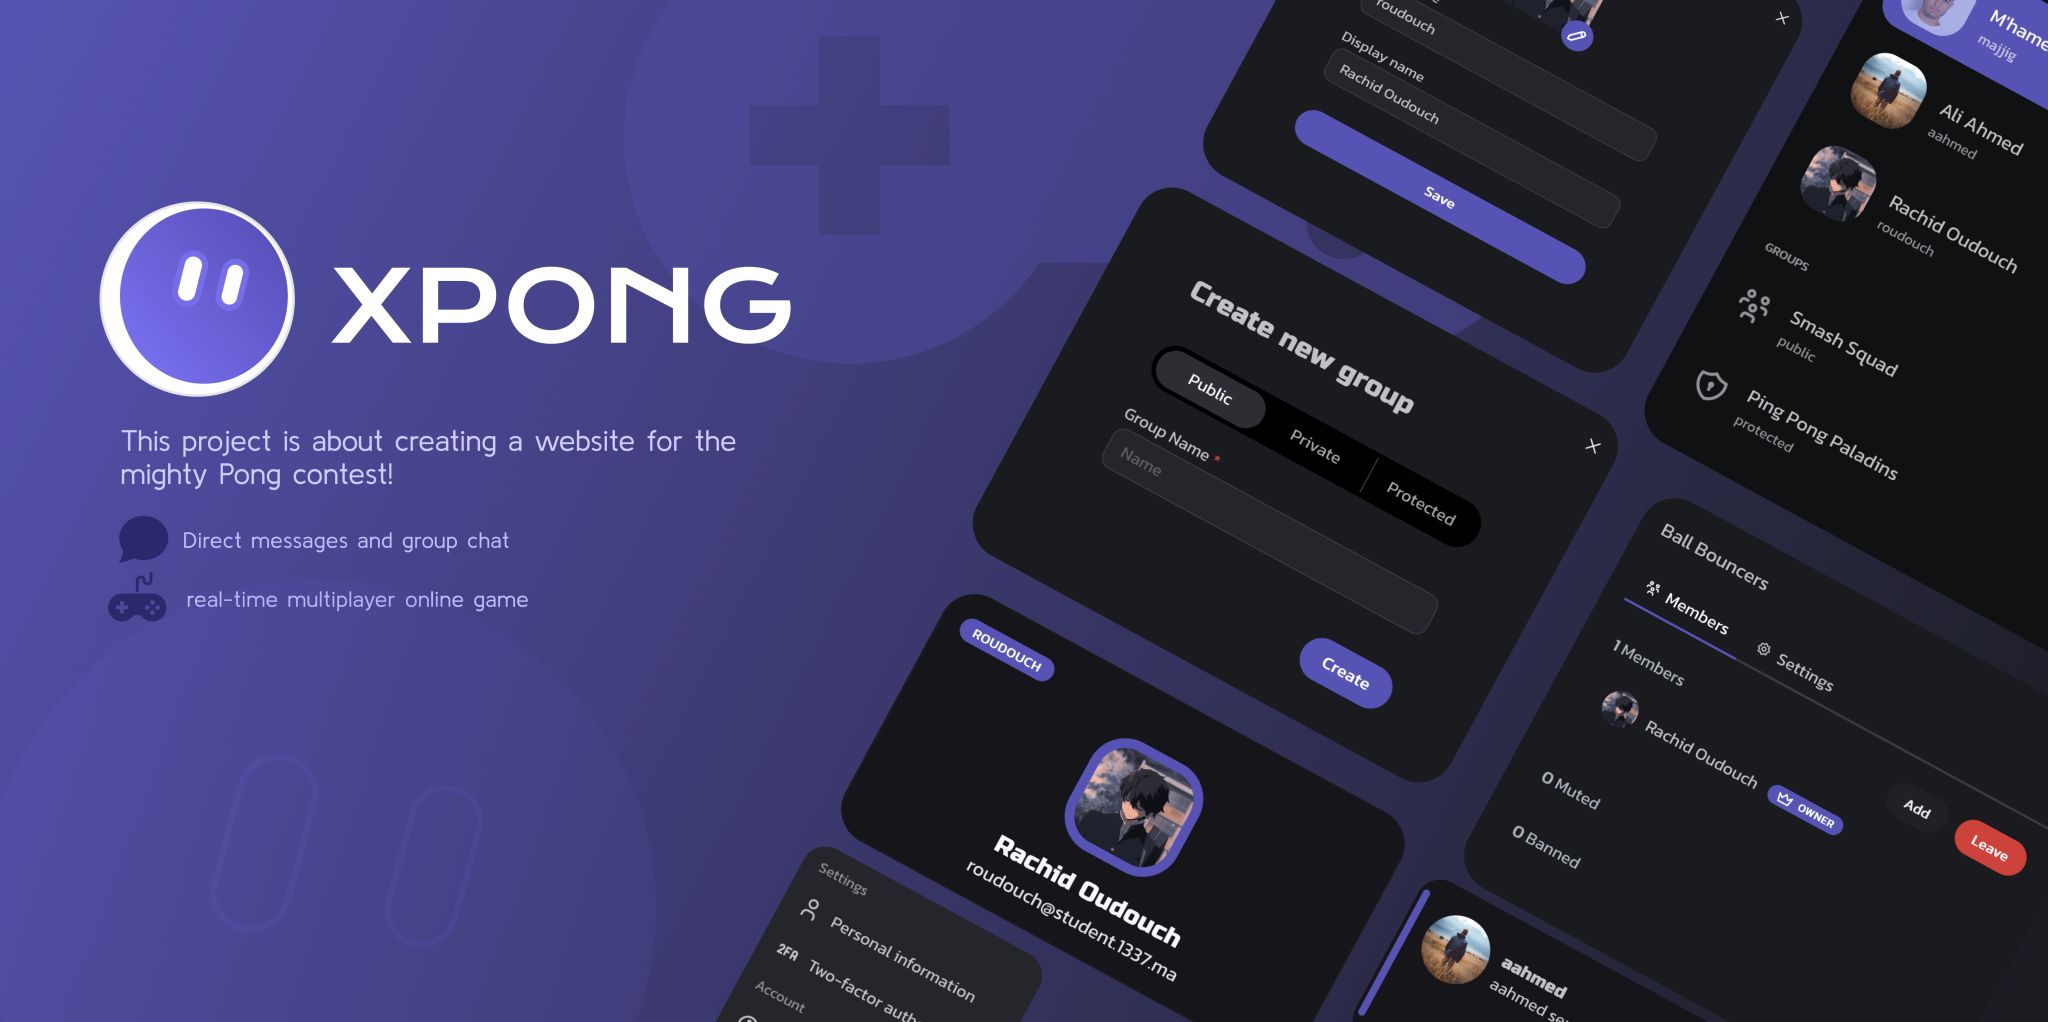 XPONG
This project is about creating a website for the
mighty Pong contest!
Direct messages and group chat
real-time multiplayer online game
roudouch
Display name
Rachid Oudouch
Save
Create new group
Public
Private
Protected
Group Name *
Name
Create
ROUDOUCH
Rachid Oudouch
roudouch@student.1337.ma
Settings
Personal information
2FA Two-factor
Account
M'hame
majjig
Ali Ahmed
aahmed
Rachid Oudouch
roudouch
GROUPS
Smash Squad
public
Ping Pong Paladins
protected
Ball Bouncers
Members
Settings
1 Members
Rachid Oudouch
OWNER
Add
Leave
0 Muted
0 Banned
aahmed
aahmed